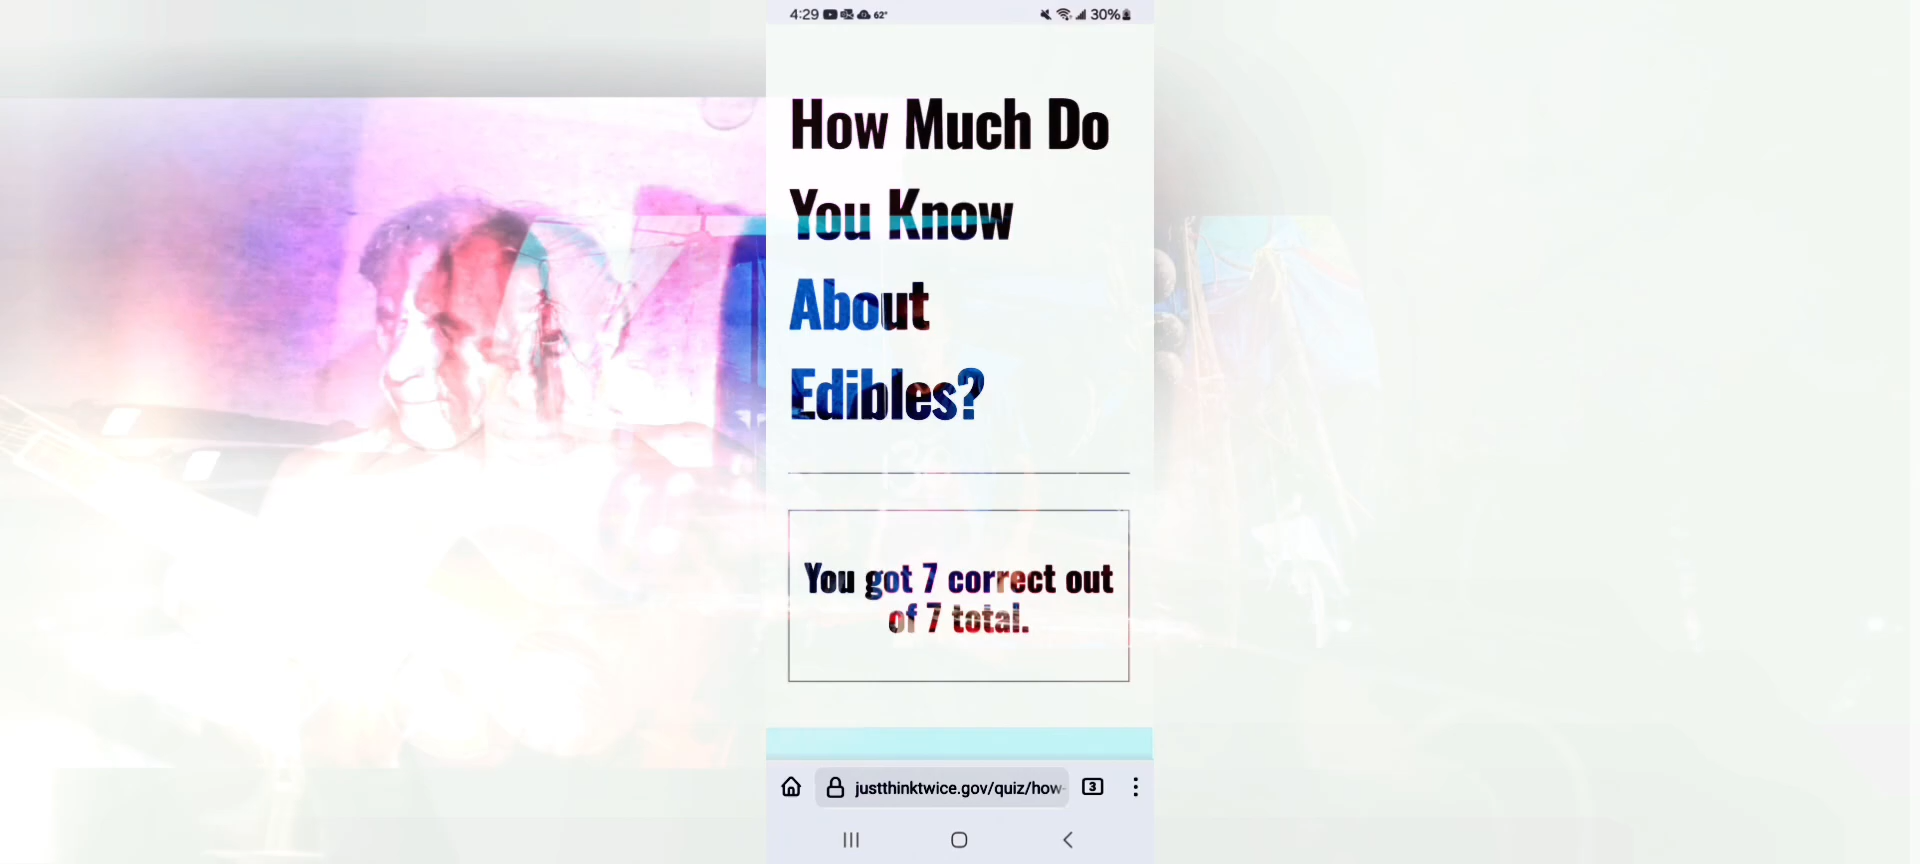 4:29 62°
30%
How Much Do
You Know
About
Edibles?
You got 7 correct out
of 7 total.
justthinktwice.gov/quiz/how-
3